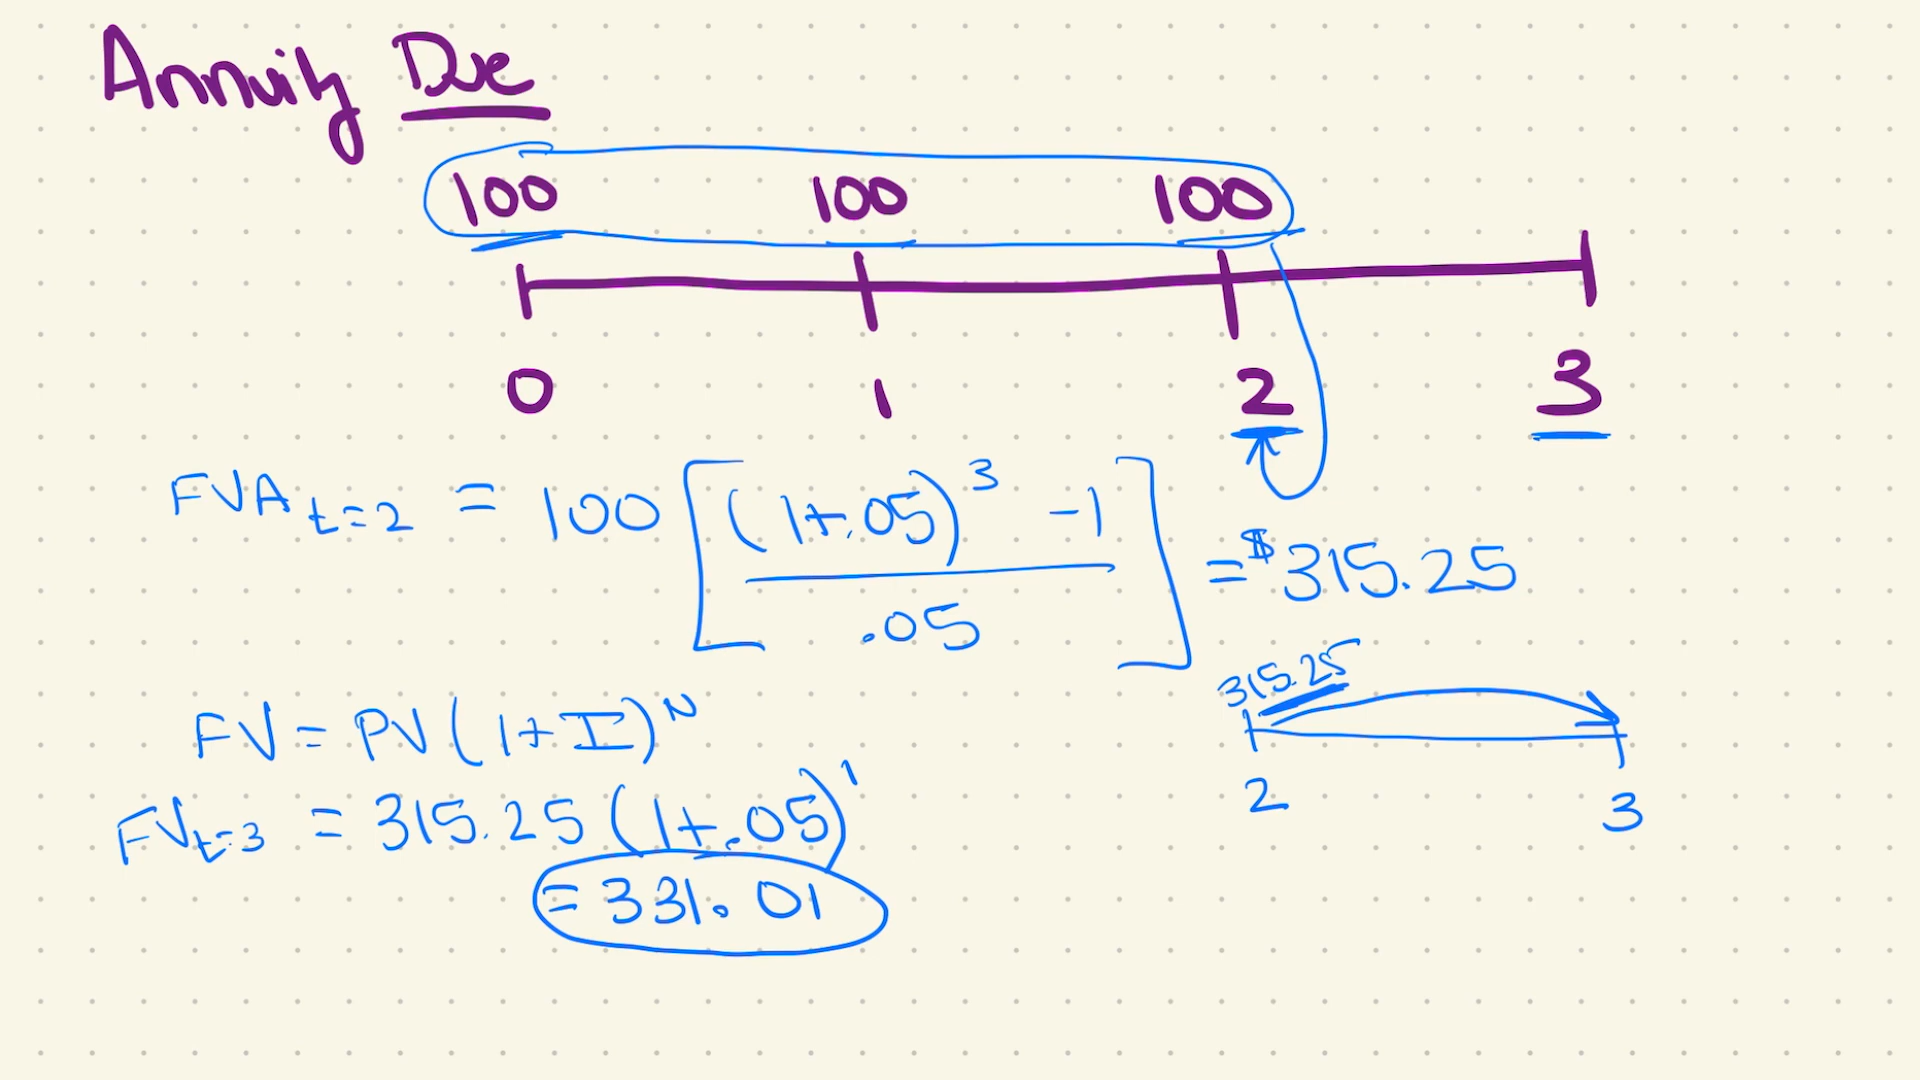 Annuity Due
100 100 100
0 1 2 3
FVA t=2 = 100 [ (1+.05)^3 -1 / .05 ] = $315.25
315.25
2 3
FV = PV (1+I)^N
FV t=3 = 315.25 (1+.05)^1
= 331.01